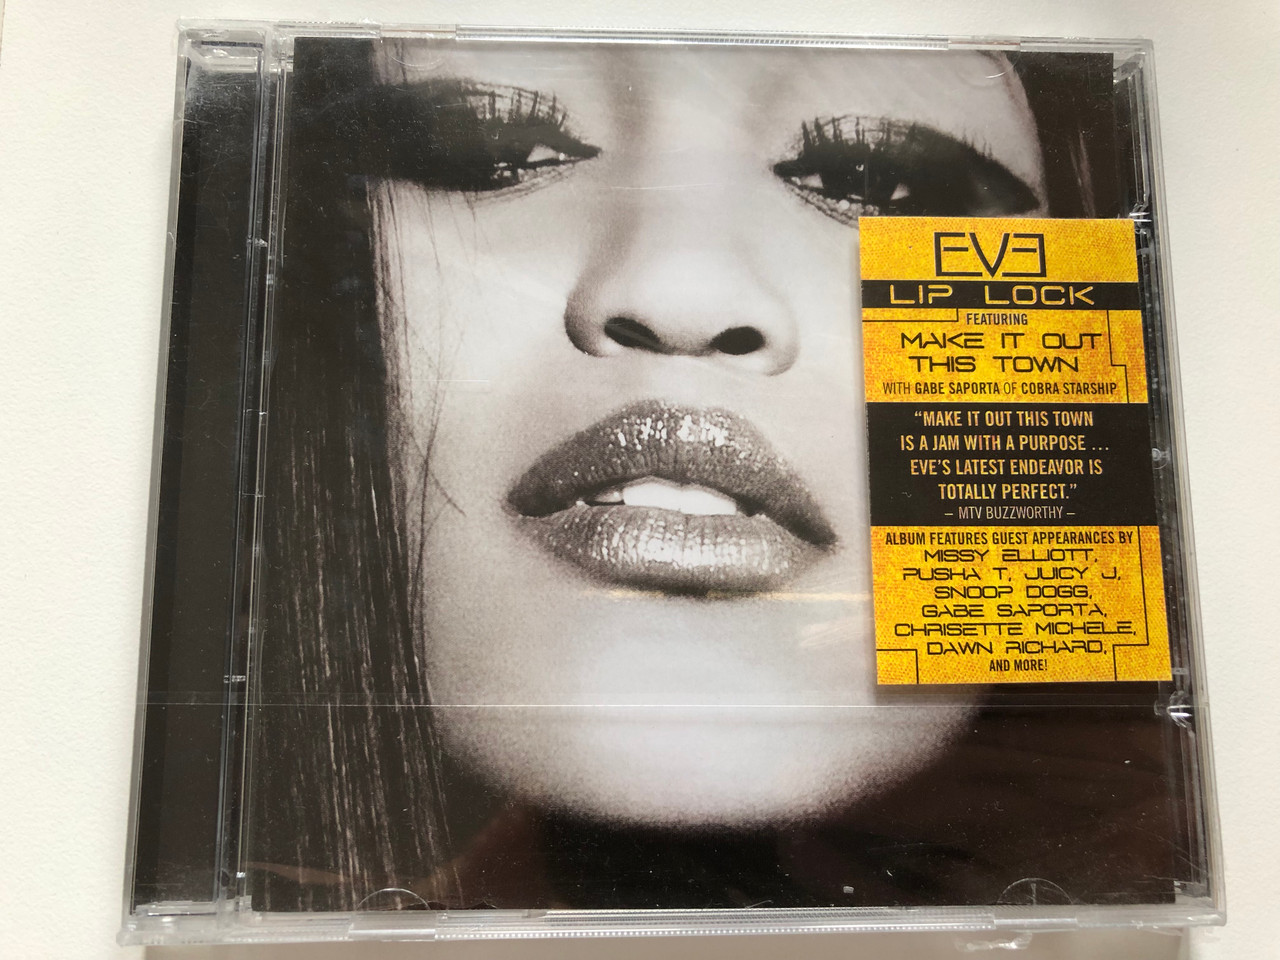 EVE
LIP LOCK
FEATURING
MAKE IT OUT
THIS TOWN
WITH GABE SAPORTA OF COBRA STARSHIP
“MAKE IT OUT THIS TOWN
IS A JAM WITH A PURPOSE ...
EVE'S LATEST ENDEAVOR IS
TOTALLY PERFECT.”
– MTV BUZZWORTHY –
ALBUM FEATURES GUEST APPEARANCES BY
MISSY ELLIOTT,
PUSHA T, JUICY J,
SNOOP DOGG,
GABE SAPORTA,
CHRISETTE MICHELE,
DAWN RICHARD,
AND MORE!